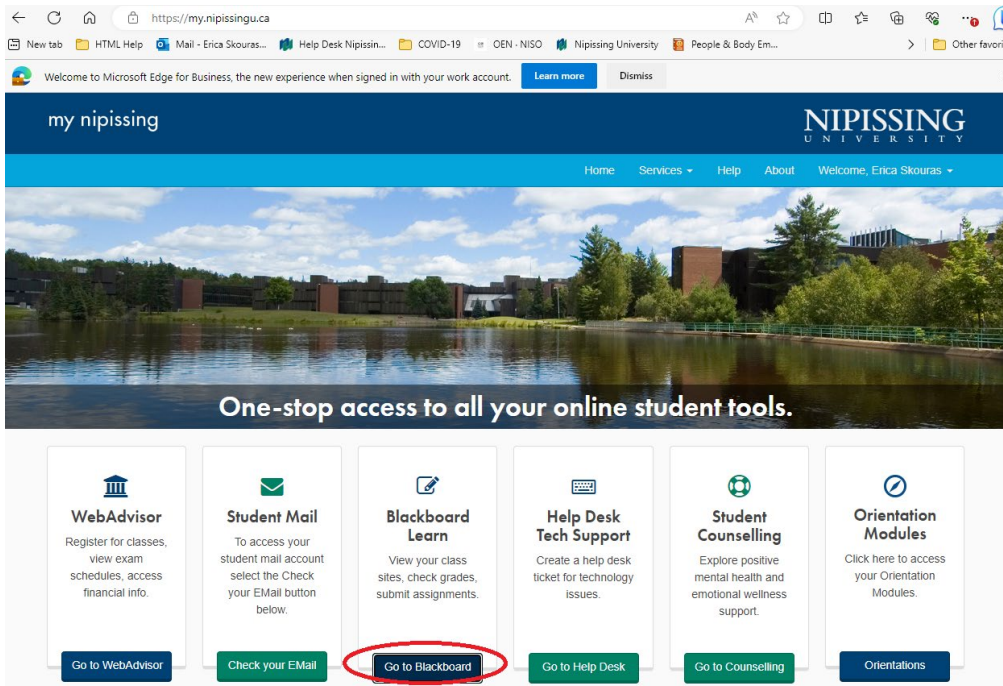 https://my.nipissingu.ca
New tab HTML Help Mail - Erica Skouras... Help Desk Nipissin... COVID-19 OEN - NISO Nipissing University People & Body Em... Other favori
Welcome to Microsoft Edge for Business, the new experience when signed in with your work account. Learn more Dismiss
my nipissing
NIPISSING
UNIVERSITY
Home Services Help About Welcome, Erica Skouras
One-stop access to all your online student tools.
WebAdvisor
Register for classes,
view exam
schedules, access
financial info.
Go to WebAdvisor
Student Mail
To access your
student mail account
select the Check
your EMail button
below.
Check your EMail
Blackboard
Learn
View your class
sites, check grades,
submit assignments.
Go to Blackboard
Help Desk
Tech Support
Create a help desk
ticket for technology
issues.
Go to Help Desk
Student
Counselling
Explore positive
mental health and
emotional wellness
support.
Go to Counselling
Orientation
Modules
Click here to access
your Orientation
Modules.
Orientations